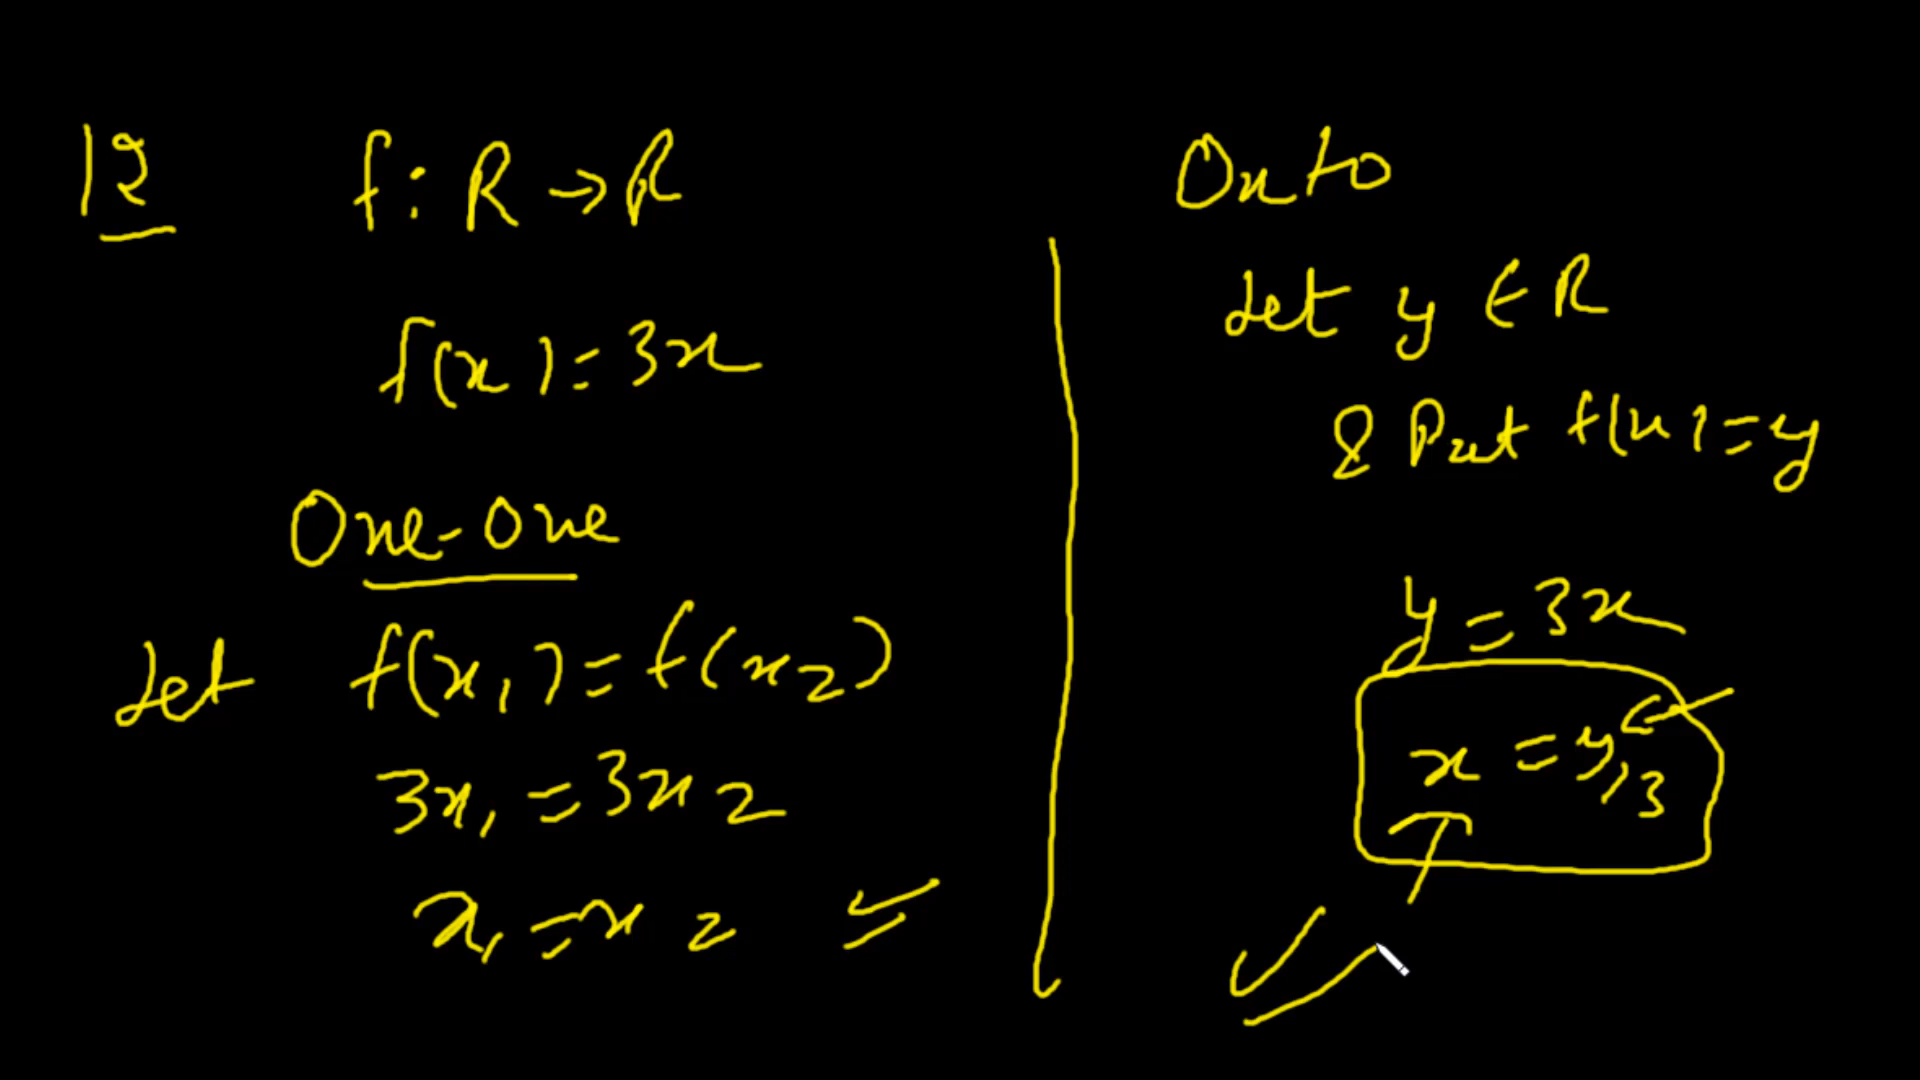 12 f: R → R
f(x) = 3x
One-One
Let f(x₁) = f(x₂)
3x₁ = 3x₂
x₁ = x₂
Onto
Let y ∈ R
& Put f(x) = y
y = 3x
x = y/3